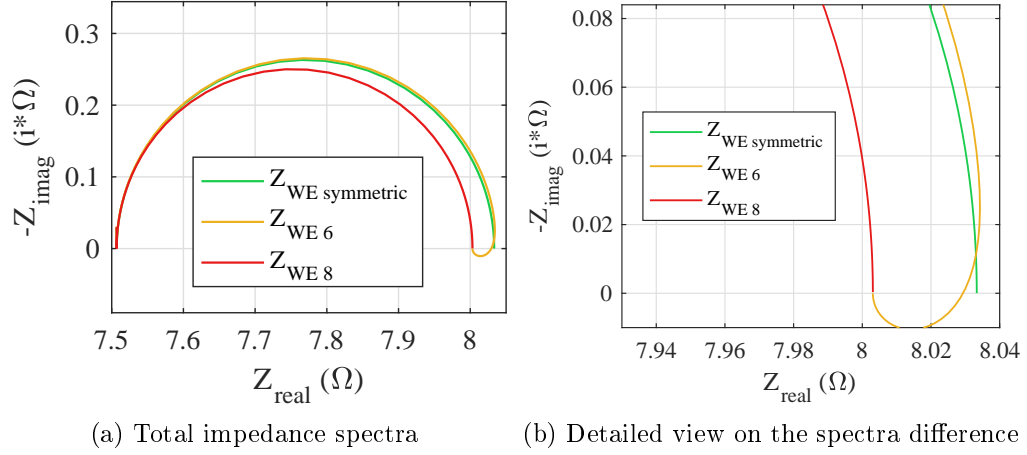 -Z_imag (i*Ω)
0.3
0.2
0.1
0
Z_WE symmetric
Z_WE 6
Z_WE 8
7.5 7.6 7.7 7.8 7.9 8
Z_real (Ω)
(a) Total impedance spectra
-Z_imag (i*Ω)
0.08
0.06
0.04
0.02
0
Z_WE symmetric
Z_WE 6
Z_WE 8
7.94 7.96 7.98 8 8.02 8.04
Z_real (Ω)
(b) Detailed view on the spectra difference